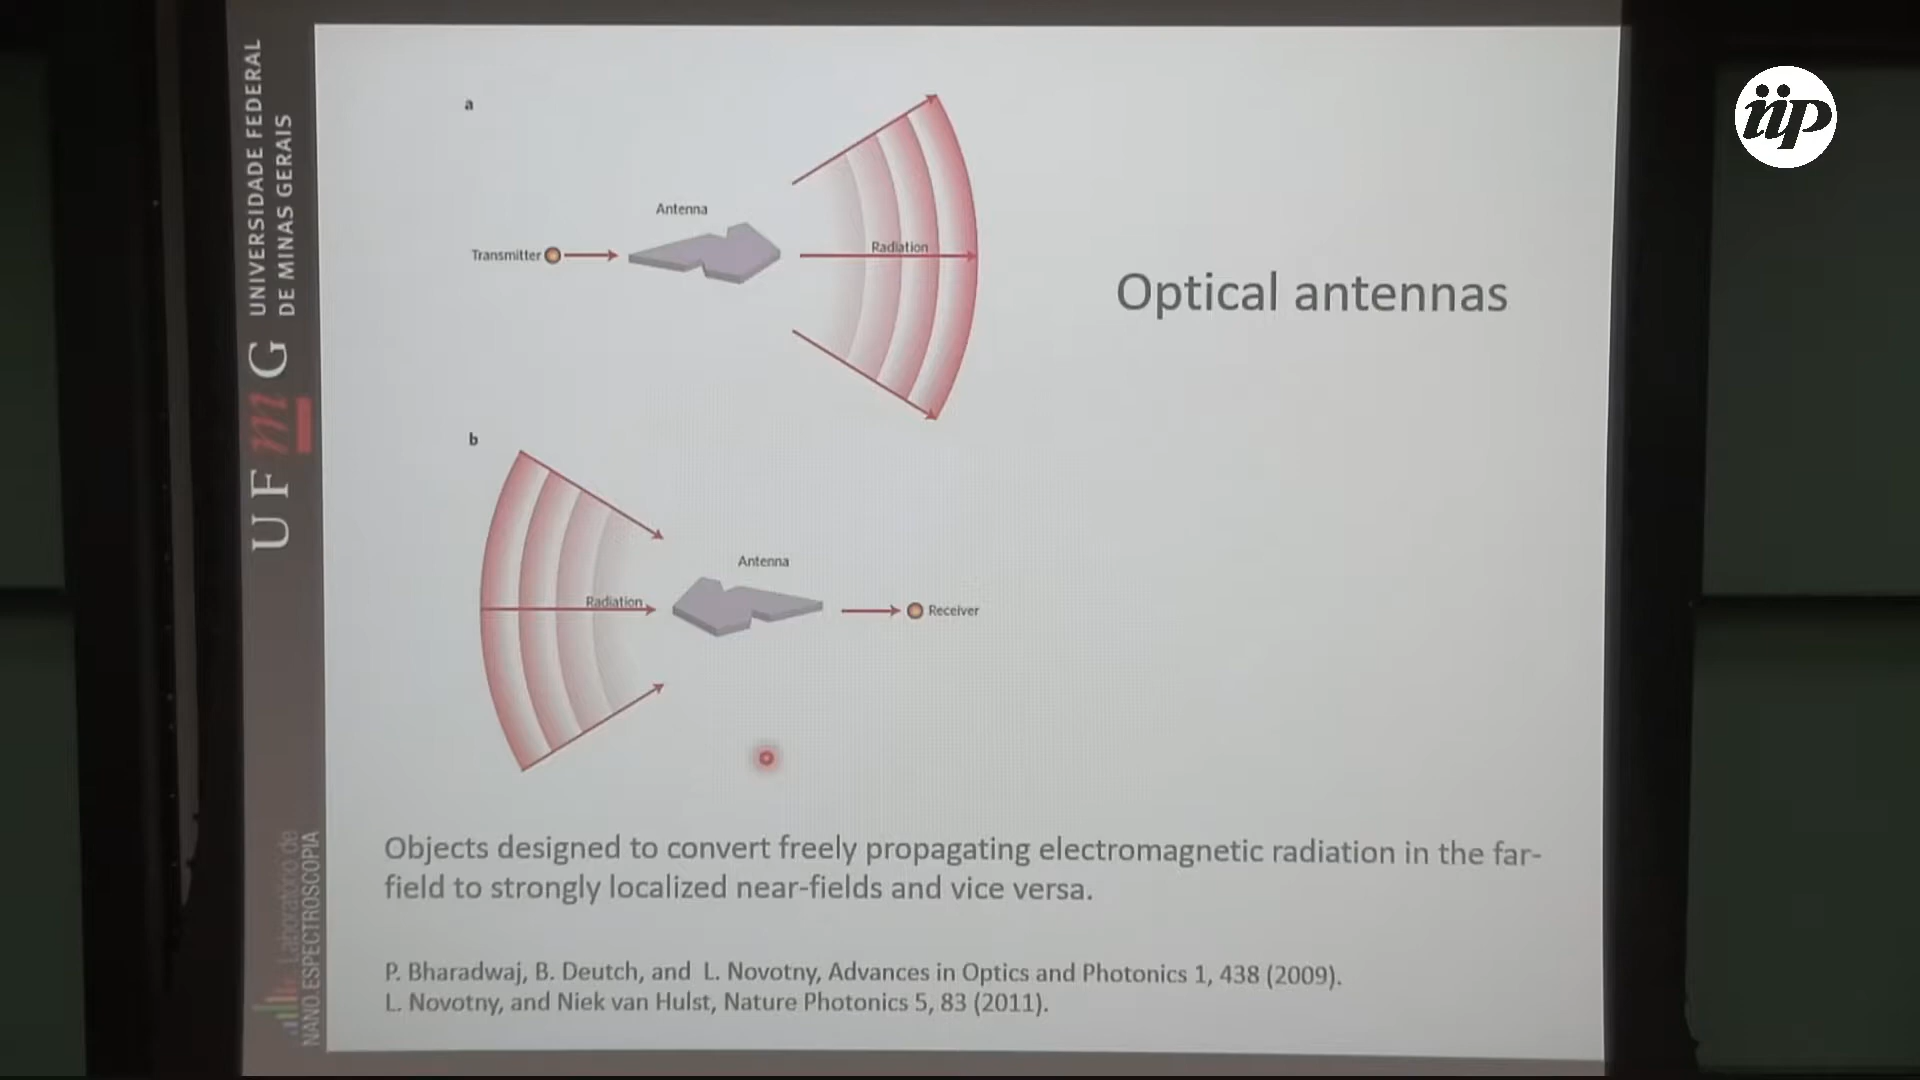 iip
UFmG
UNIVERSIDADE FEDERAL
DE MINAS GERAIS
a
Antenna
Transmitter
Radiation
Optical antennas
b
Antenna
Radiation
Receiver
Objects designed to convert freely propagating electromagnetic radiation in the far-
field to strongly localized near-fields and vice versa.
P. Bharadwaj, B. Deutch, and L. Novotny, Advances in Optics and Photonics 1, 438 (2009).
L. Novotny, and Niek van Hulst, Nature Photonics 5, 83 (2011).
Laboratório de
NANO.ESPECTROSCOPIA